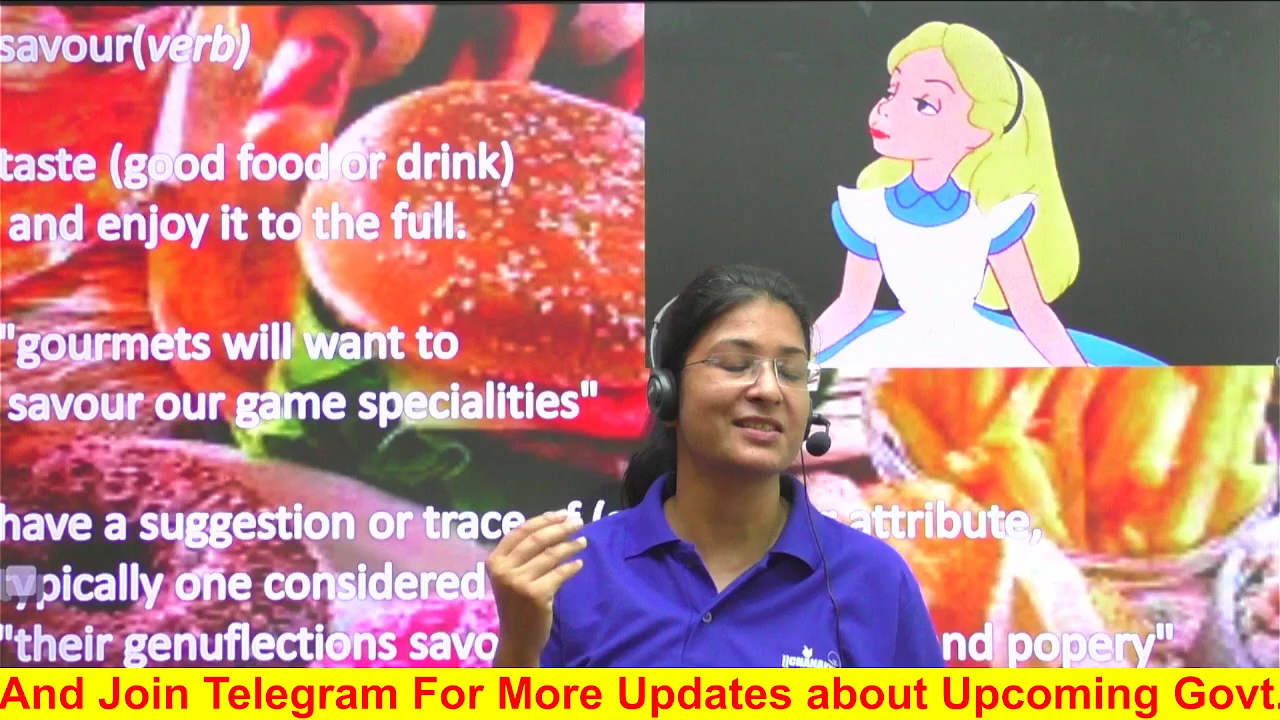 savour(verb)
taste (good food or drink)
and enjoy it to the full.
"gourmets will want to
savour our game specialities"
have a suggestion or trace of ( attribute,
typically one considered
"their genuflections savo nd popery"
And Join Telegram For More Updates about Upcoming Govt.